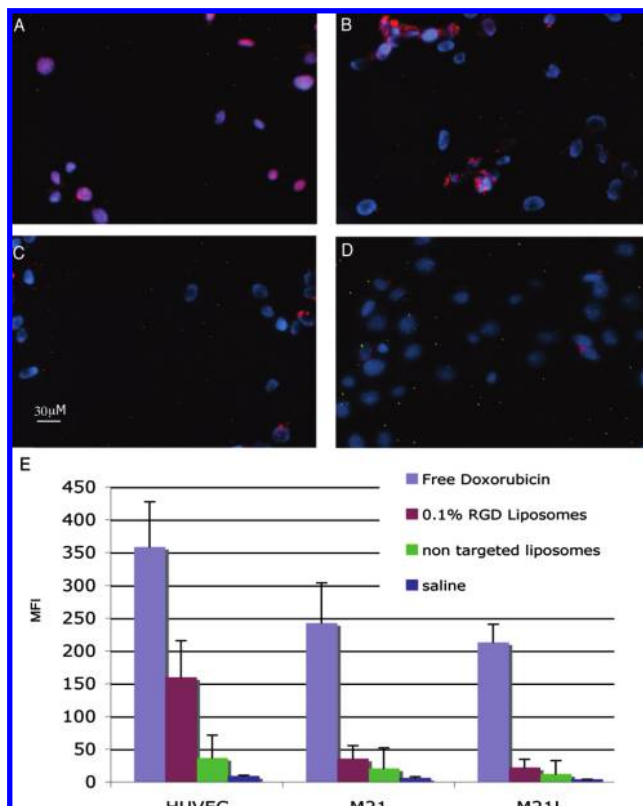 A
B
C
D
30µM
E
Free Doxorubicin
0.1% RGD Liposomes
non targeted liposomes
saline
MFI
450
400
350
300
250
200
150
100
50
0
HUVEC
M21
M21L